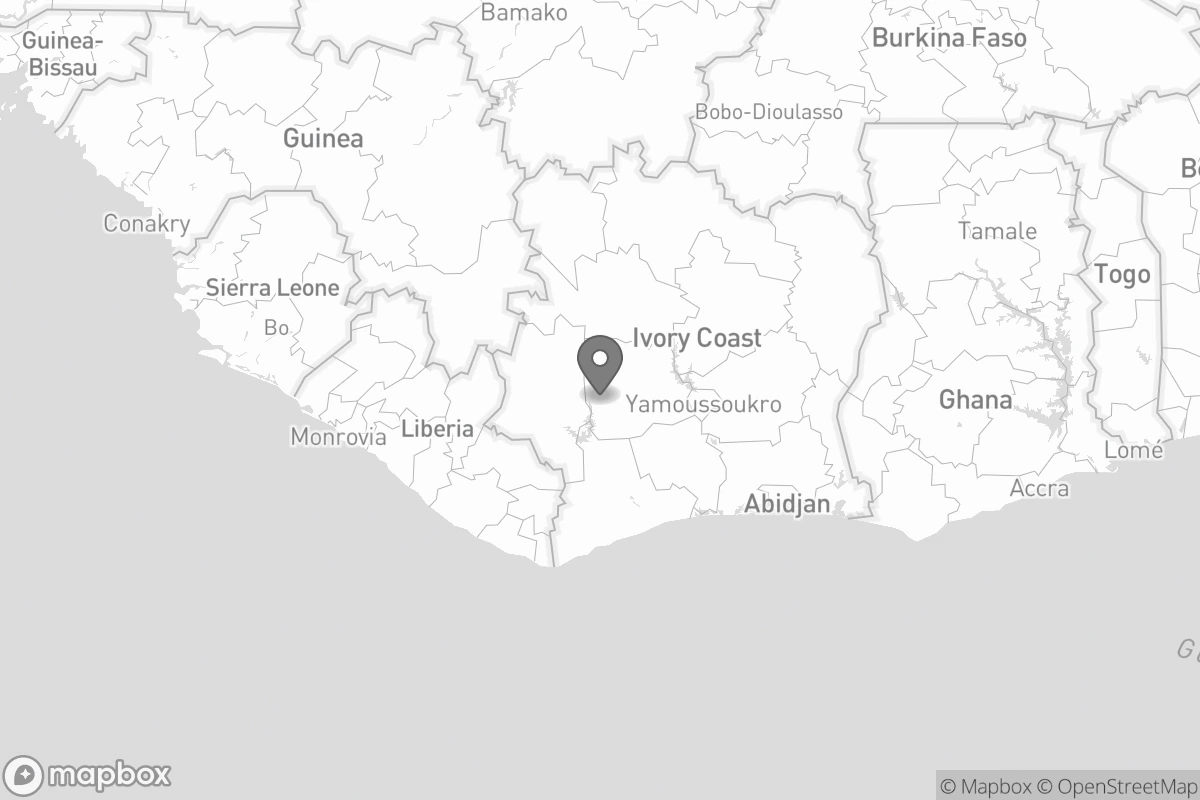 Bamako
Guinea-
Bissau
Burkina Faso
Bobo-Dioulasso
Guinea
Conakry
Tamale
Togo
Sierra Leone
Bo
Ivory Coast
Yamoussoukro
Ghana
Liberia
Monrovia
Lomé
Accra
Abidjan
mapbox
© Mapbox © OpenStreetMap